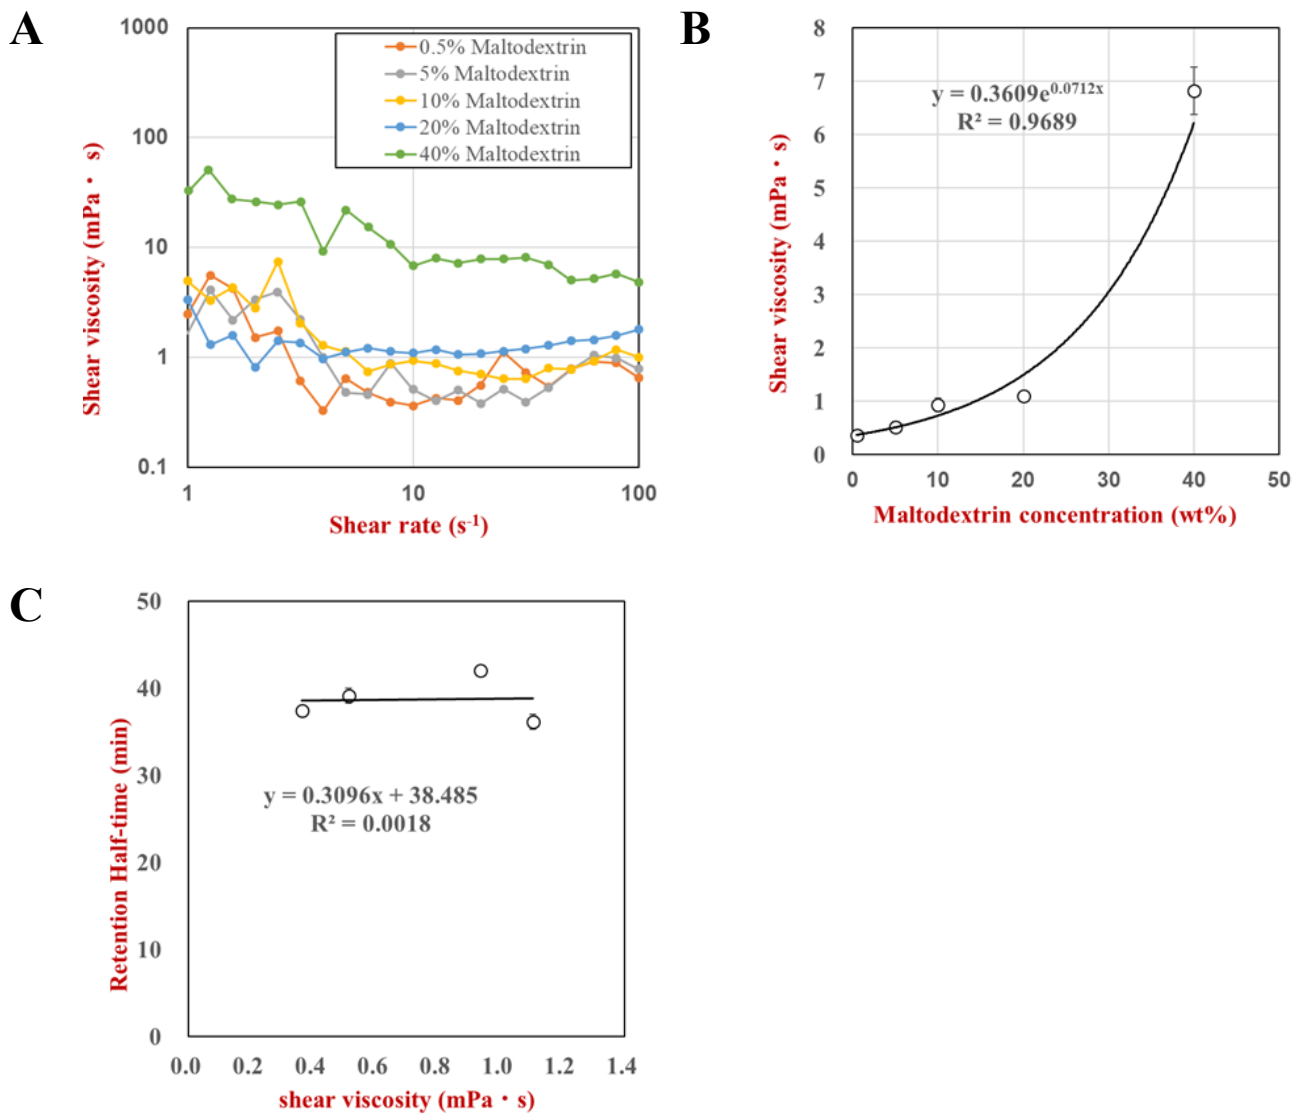 A
1000
100
10
1
0.1
1
10
100
Shear viscosity (mPa・s)
Shear rate (s⁻¹)
0.5% Maltodextrin
5% Maltodextrin
10% Maltodextrin
20% Maltodextrin
40% Maltodextrin
B
8
7
6
5
4
3
2
1
0
0
10
20
30
40
50
Shear viscosity (mPa・s)
Maltodextrin concentration (wt%)
y = 0.3609e⁰·⁰⁷¹²ˣ
R² = 0.9689
C
50
40
30
20
10
0
0.0
0.2
0.4
0.6
0.8
1.0
1.2
1.4
Retention Half-time (min)
shear viscosity (mPa・s)
y = 0.3096x + 38.485
R² = 0.0018